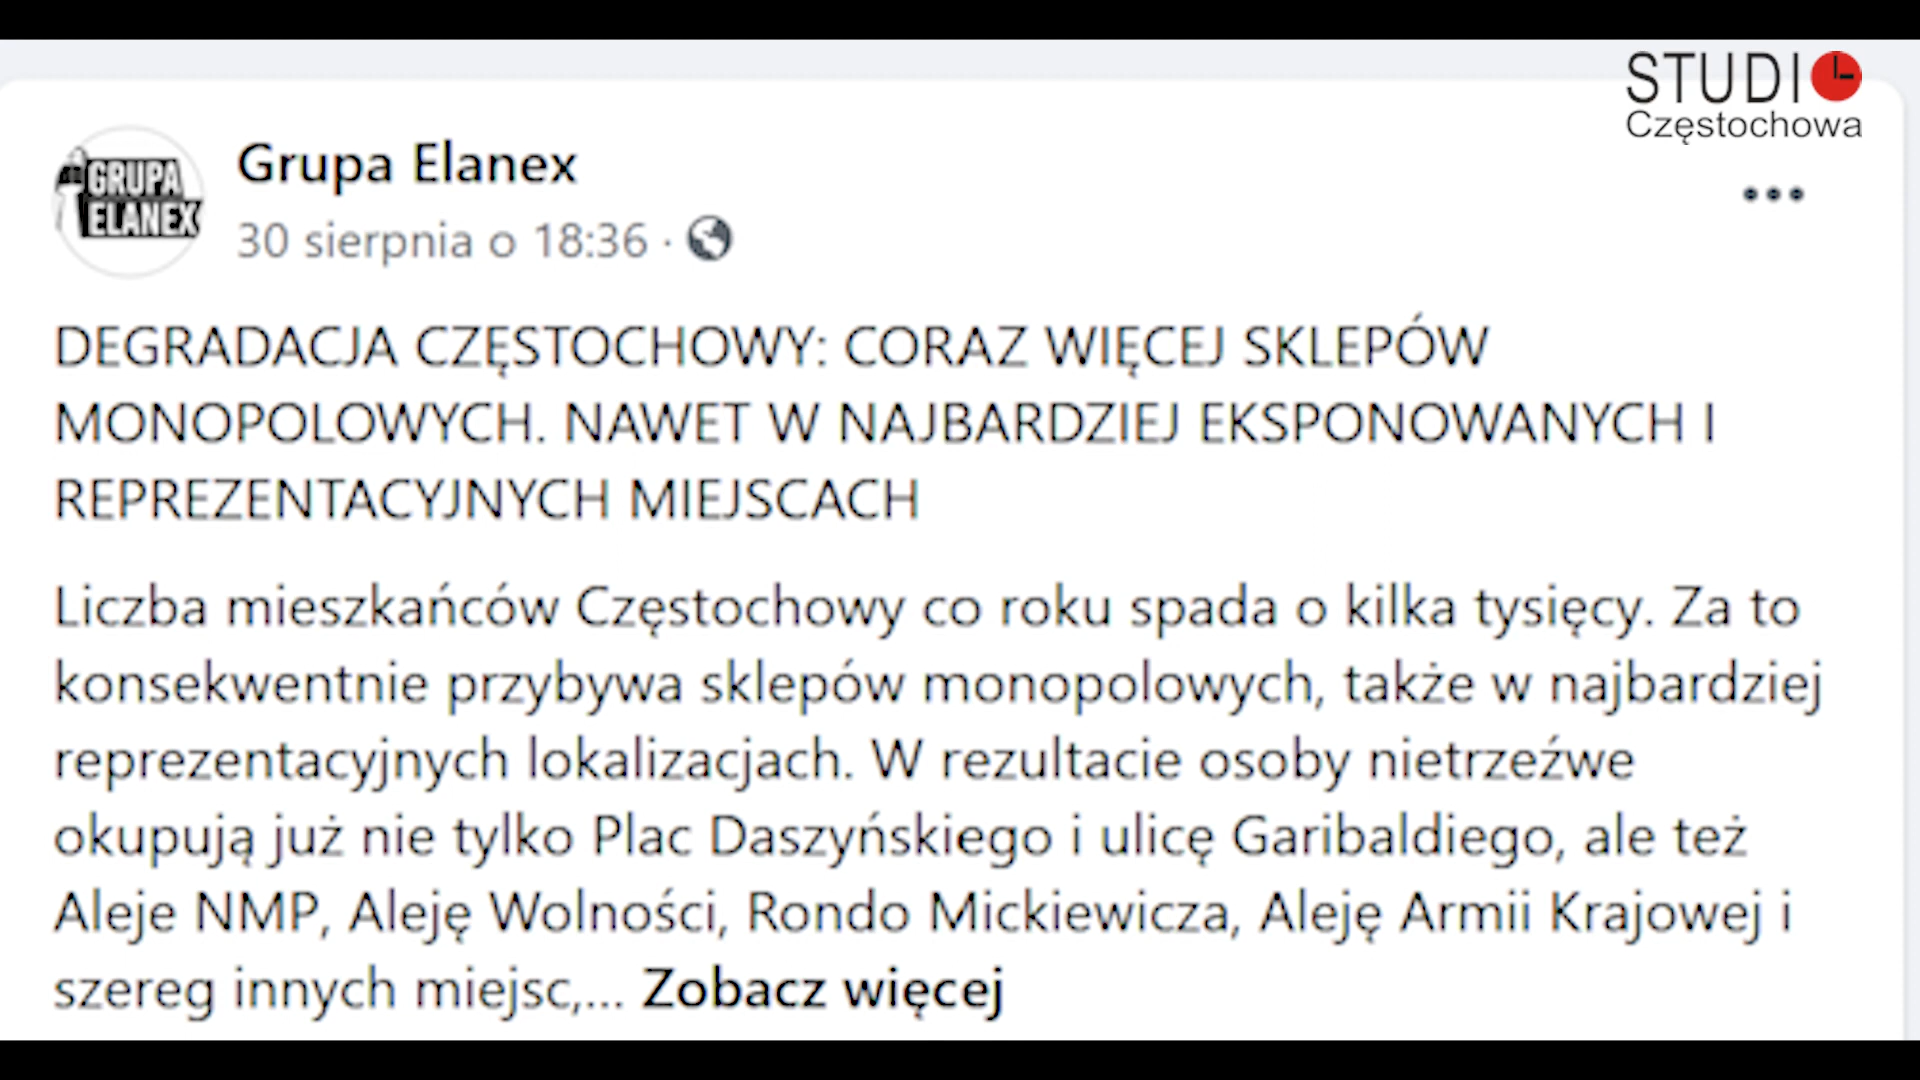 STUDI
Częstochowa
GRUPA
ELANEX
Grupa Elanex
30 sierpnia o 18:36 ·
DEGRADACJA CZĘSTOCHOWY: CORAZ WIĘCEJ SKLEPÓW
MONOPOLOWYCH. NAWET W NAJBARDZIEJ EKSPONOWANYCH I
REPREZENTACYJNYCH MIEJSCACH
Liczba mieszkańców Częstochowy co roku spada o kilka tysięcy. Za to
konsekwentnie przybywa sklepów monopolowych, także w najbardziej
reprezentacyjnych lokalizacjach. W rezultacie osoby nietrzeźwe
okupują już nie tylko Plac Daszyńskiego i ulicę Garibaldiego, ale też
Aleje NMP, Aleję Wolności, Rondo Mickiewicza, Aleję Armii Krajowej i
szereg innych miejsc,... Zobacz więcej